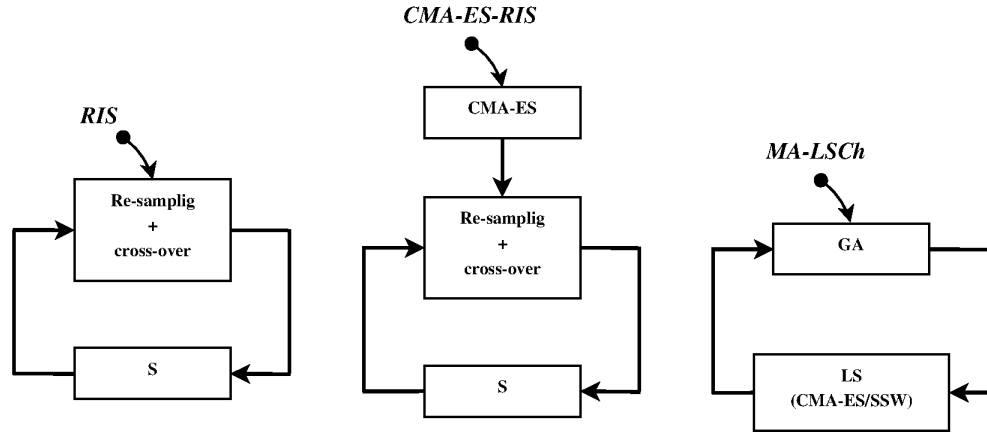 RIS
Re-samplig
+
cross-over
S
CMA-ES-RIS
CMA-ES
Re-samplig
+
cross-over
S
MA-LSCh
GA
LS
(CMA-ES/SSW)